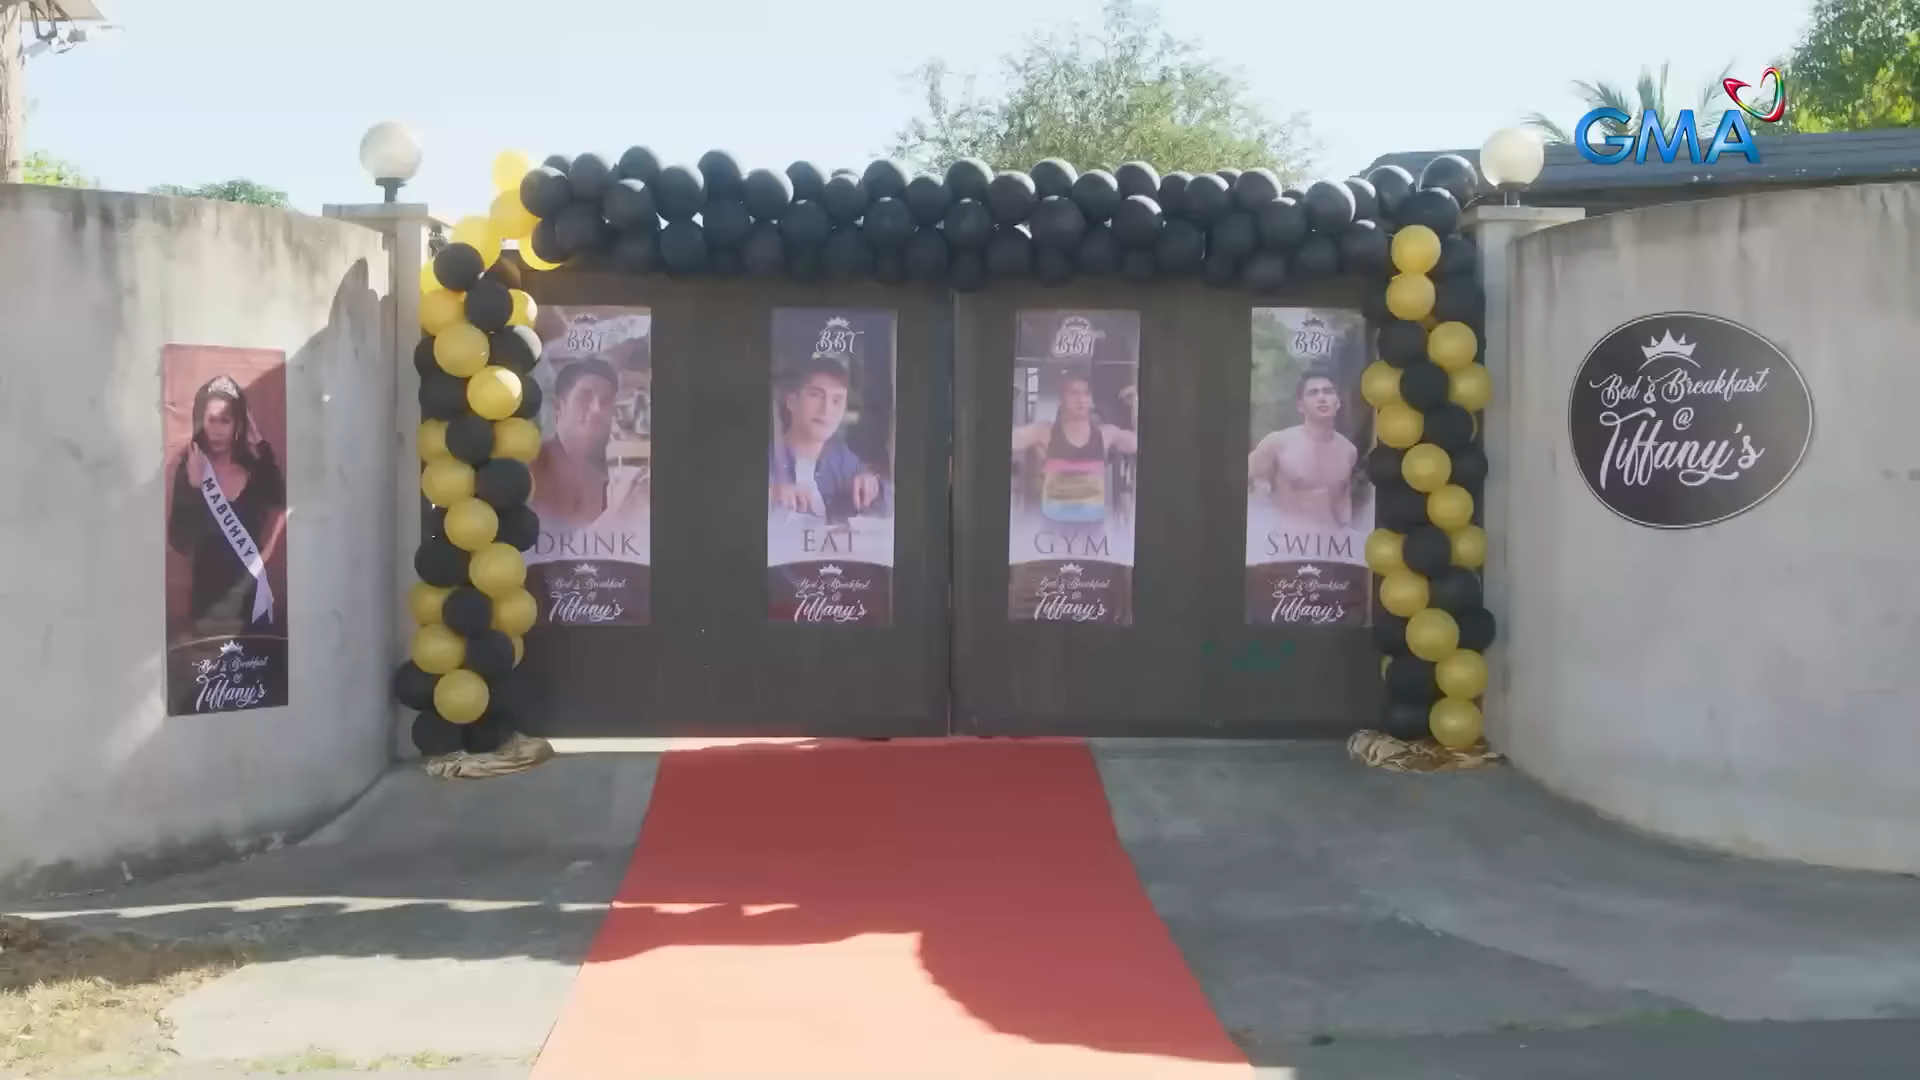 GMA
MABUHAY
Bed & Breakfast
@
Tiffany's
BBT
DRINK
Bed & Breakfast
@
Tiffany's
BBT
EAT
Bed & Breakfast
@
Tiffany's
BBT
GYM
Bed & Breakfast
@
Tiffany's
BBT
SWIM
Bed & Breakfast
@
Tiffany's
Bed & Breakfast
@
Tiffany's